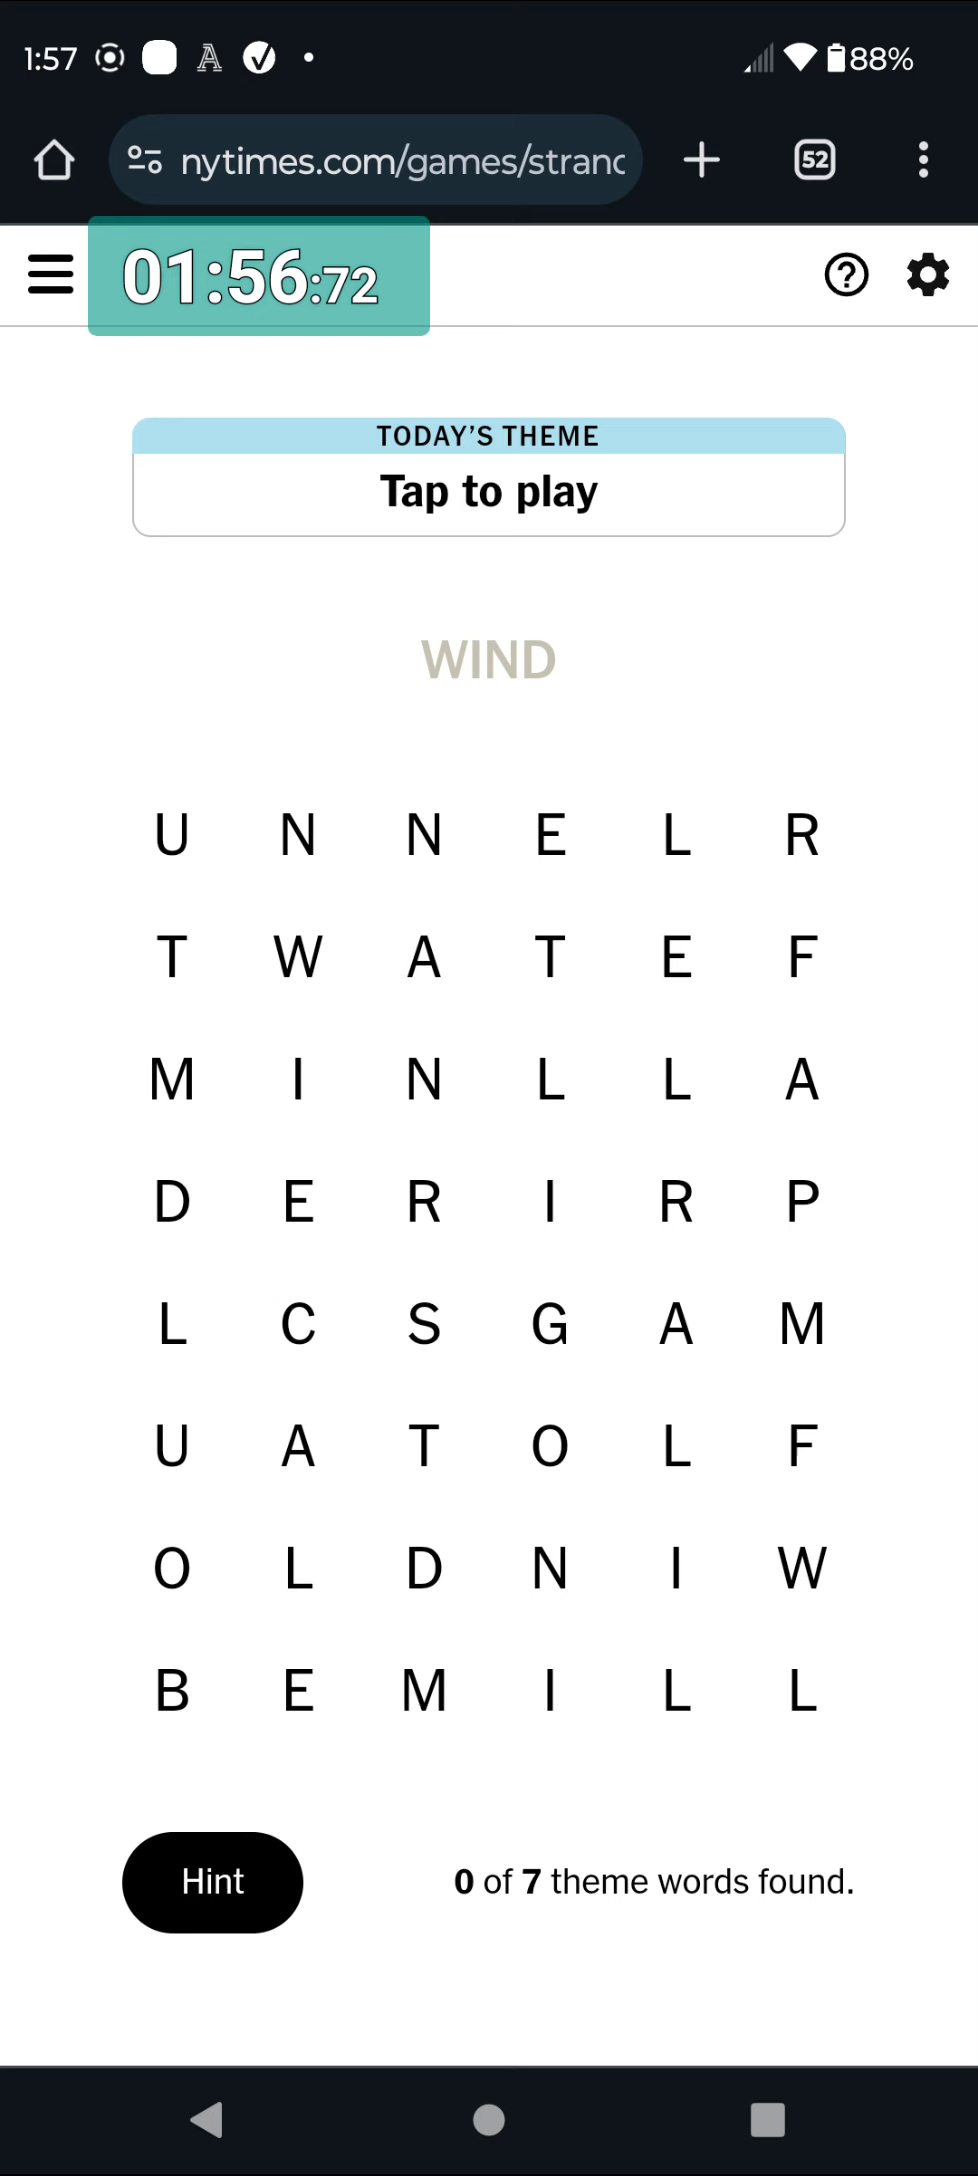 1:57
88%
nytimes.com/games/stranc
52
01:56:72
TODAY'S THEME
Tap to play
WIND
U N N E L R
T W A T E F
M I N L L A
D E R I R P
L C S G A M
U A T O L F
O L D N I W
B E M I L L
Hint
0 of 7 theme words found.